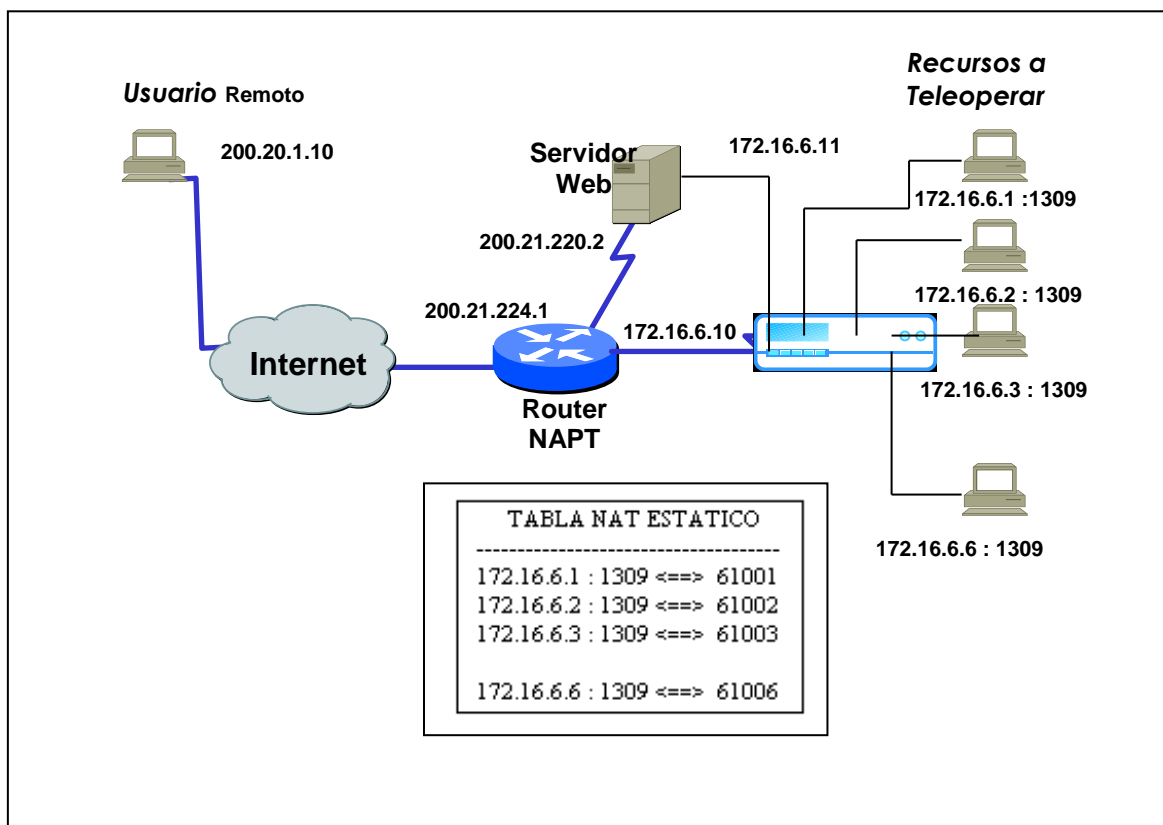 Usuario Remoto
200.20.1.10
Recursos a
Teleoperar
Servidor
Web
172.16.6.11
172.16.6.1 :1309
200.21.220.2
172.16.6.2 : 1309
200.21.224.1
172.16.6.10
Internet
172.16.6.3 : 1309
Router
NAPT
172.16.6.6 : 1309
TABLA NAT ESTATICO
-------------------------------------
172.16.6.1 : 1309 <==> 61001
172.16.6.2 : 1309 <==> 61002
172.16.6.3 : 1309 <==> 61003
172.16.6.6 : 1309 <==> 61006